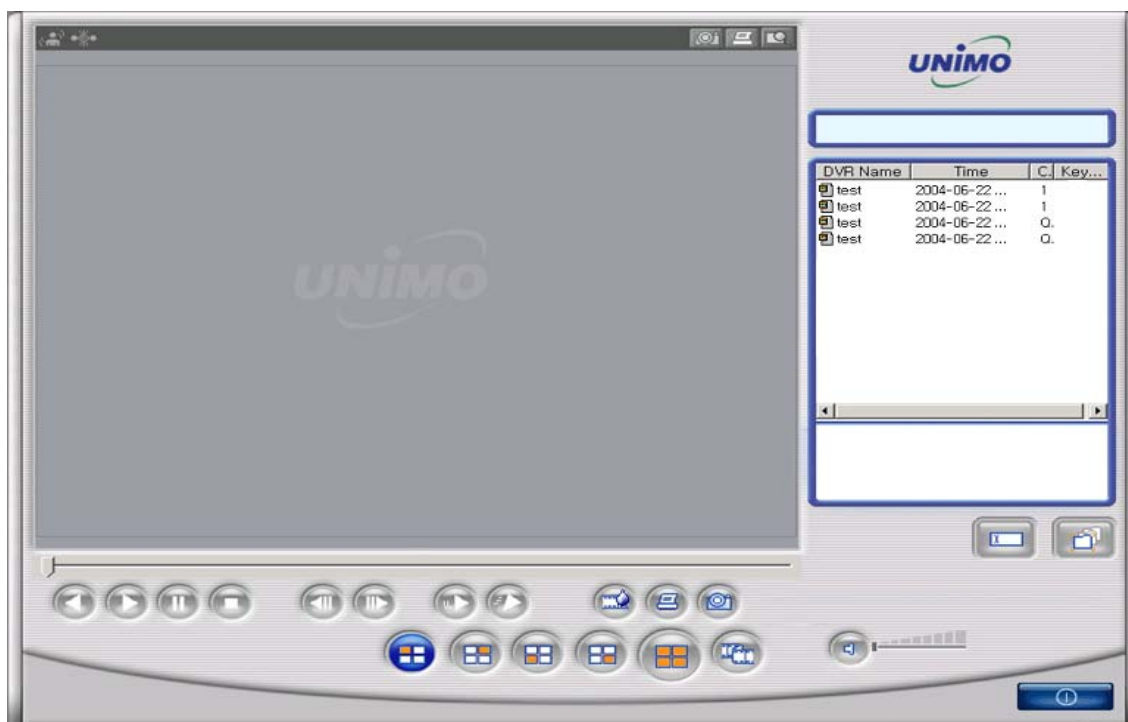 UNiMO
UNiMO
DVR Name Time C. Key...
test 2004-06-22 ... 1
test 2004-06-22 ... 1
test 2004-06-22 ... Q.
test 2004-06-22 ... Q.